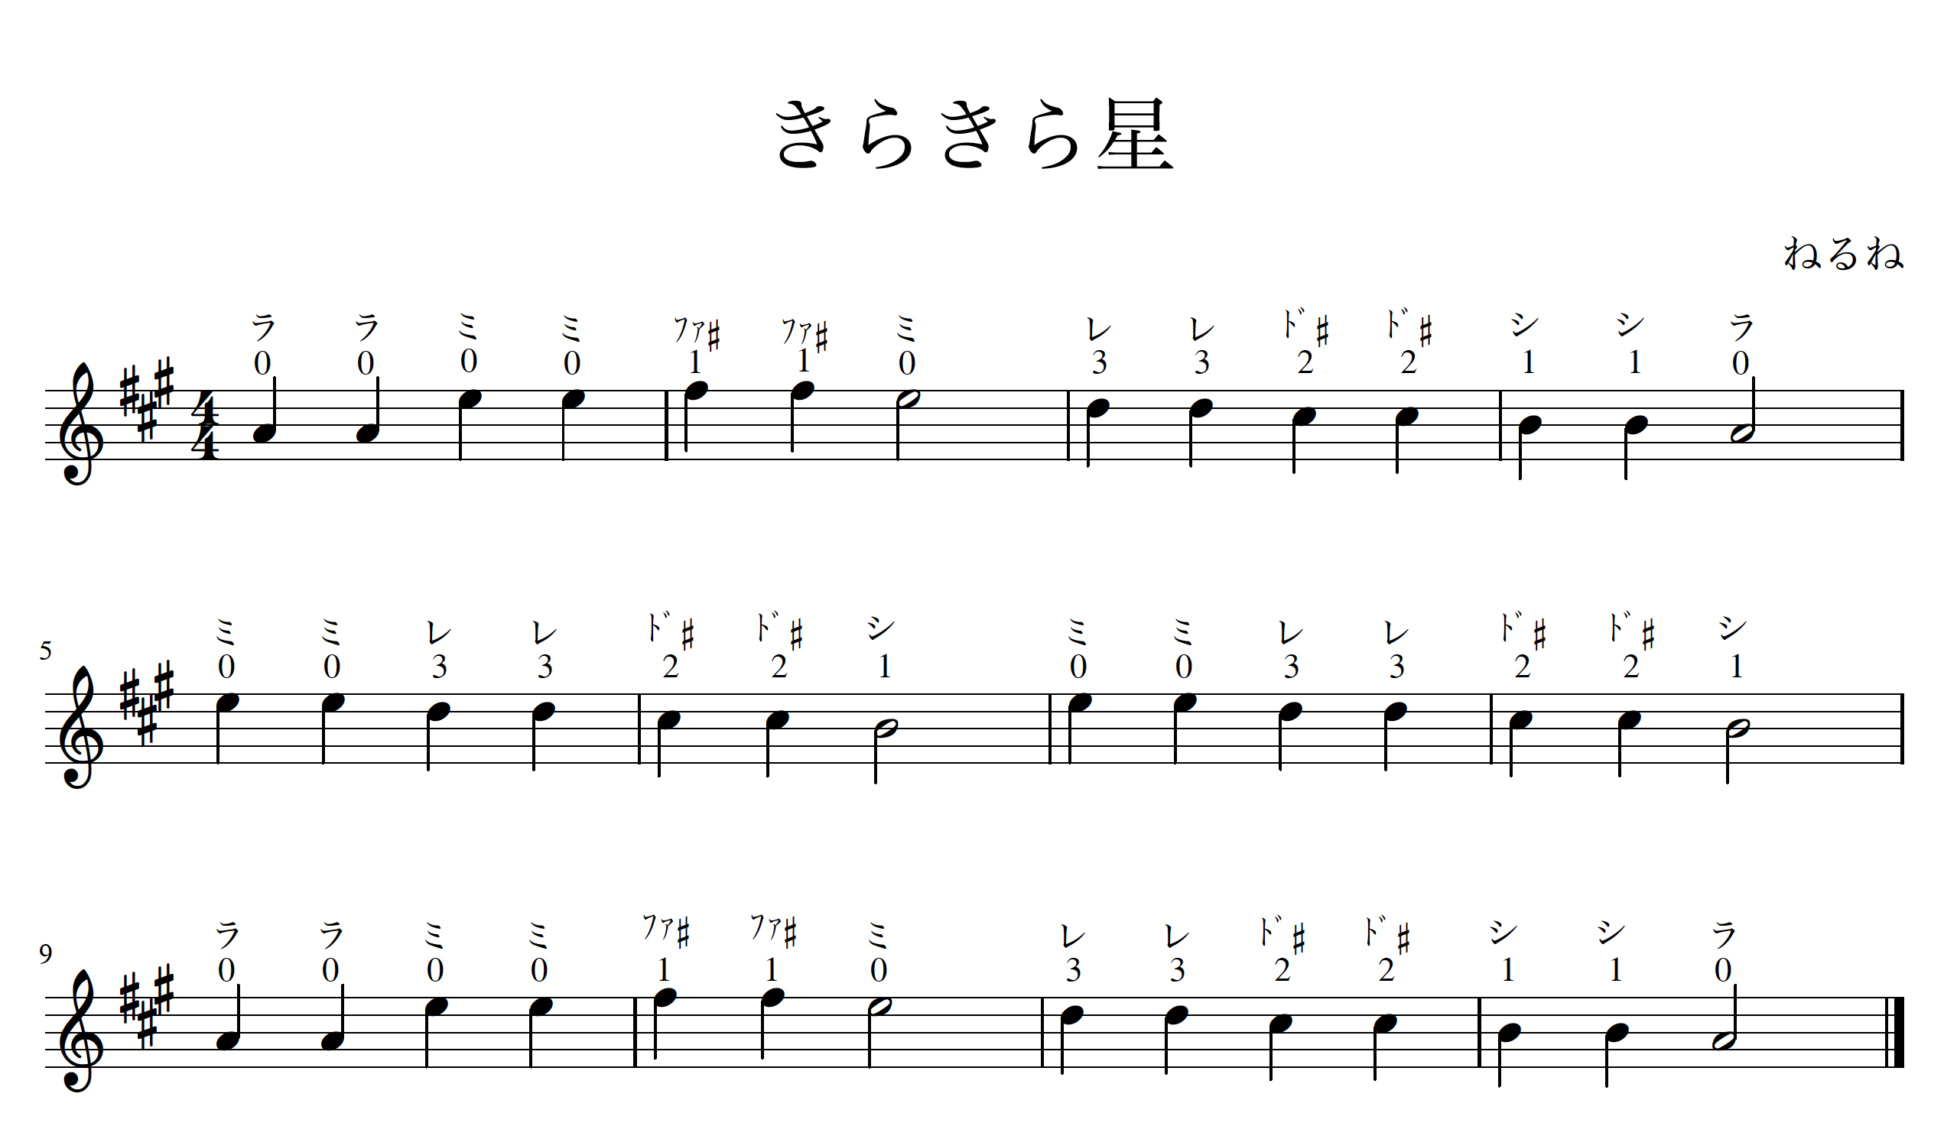 きらきら星
ねるね
ラ ラ ミ ミ ファ♯ ファ♯ ミ レ レ ド♯ ド♯ シ シ ラ
0 0 0 0 1 1 0 3 3 2 2 1 1 0
4
4
5
ミ ミ レ レ ド♯ ド♯ シ ミ ミ レ レ ド♯ ド♯ シ
0 0 3 3 2 2 1 0 0 3 3 2 2 1
9
ラ ラ ミ ミ ファ♯ ファ♯ ミ レ レ ド♯ ド♯ シ シ ラ
0 0 0 0 1 1 0 3 3 2 2 1 1 0